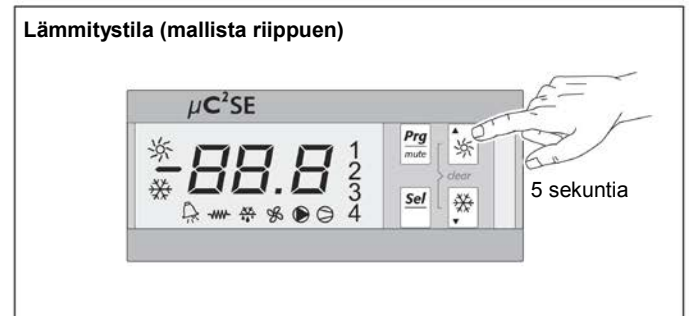 Lämmitystila (mallista riippuen)
µC²SE
-88.8
1
2
3
4
Prg
mute
clear
Sel
5 sekuntia